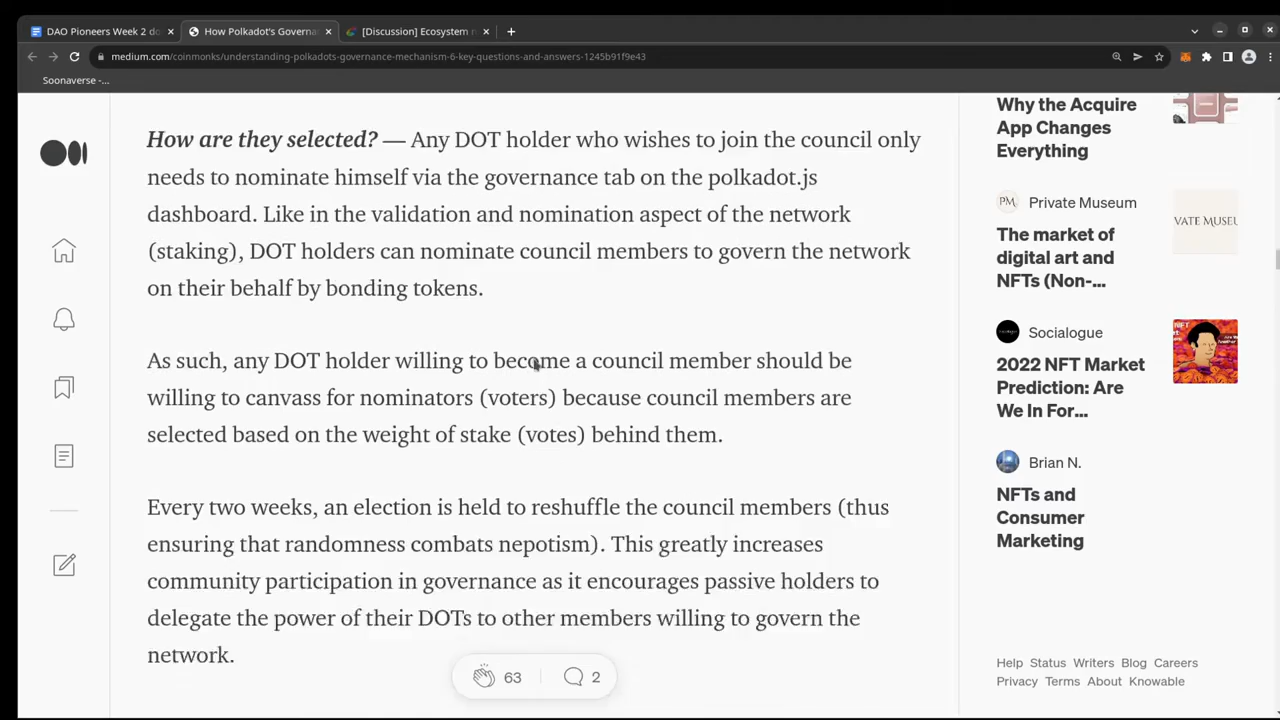 DAO Pioneers Week 2 do
How Polkadot's Governa
[Discussion] Ecosystem r
medium.com/coinmonks/understanding-polkadots-governance-mechanism-6-key-questions-and-answers-1245b91f9e43
Soonaverse -...
How are they selected? — Any DOT holder who wishes to join the council only
needs to nominate himself via the governance tab on the polkadot.js
dashboard. Like in the validation and nomination aspect of the network
(staking), DOT holders can nominate council members to govern the network
on their behalf by bonding tokens.
As such, any DOT holder willing to become a council member should be
willing to canvass for nominators (voters) because council members are
selected based on the weight of stake (votes) behind them.
Every two weeks, an election is held to reshuffle the council members (thus
ensuring that randomness combats nepotism). This greatly increases
community participation in governance as it encourages passive holders to
delegate the power of their DOTs to other members willing to govern the
network.
63
2
Why the Acquire
App Changes
Everything
PM.
Private Museum
The market of
digital art and
NFTs (Non-...
VATE MUSEU
Socialogue
2022 NFT Market
Prediction: Are
We In For...
Brian N.
NFTs and
Consumer
Marketing
Help Status Writers Blog Careers
Privacy Terms About Knowable